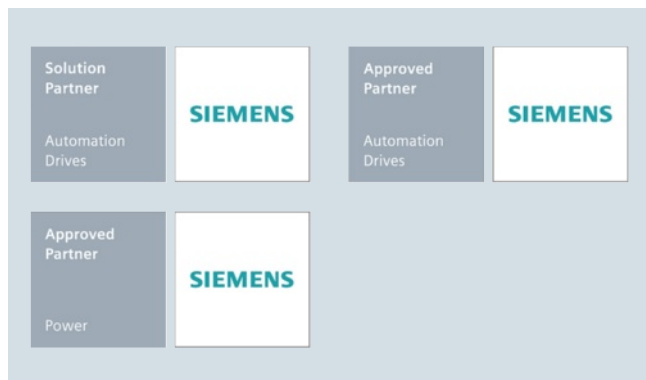 Solution
Partner
Automation
Drives
SIEMENS
Approved
Partner
Automation
Drives
SIEMENS
Approved
Partner
Power
SIEMENS